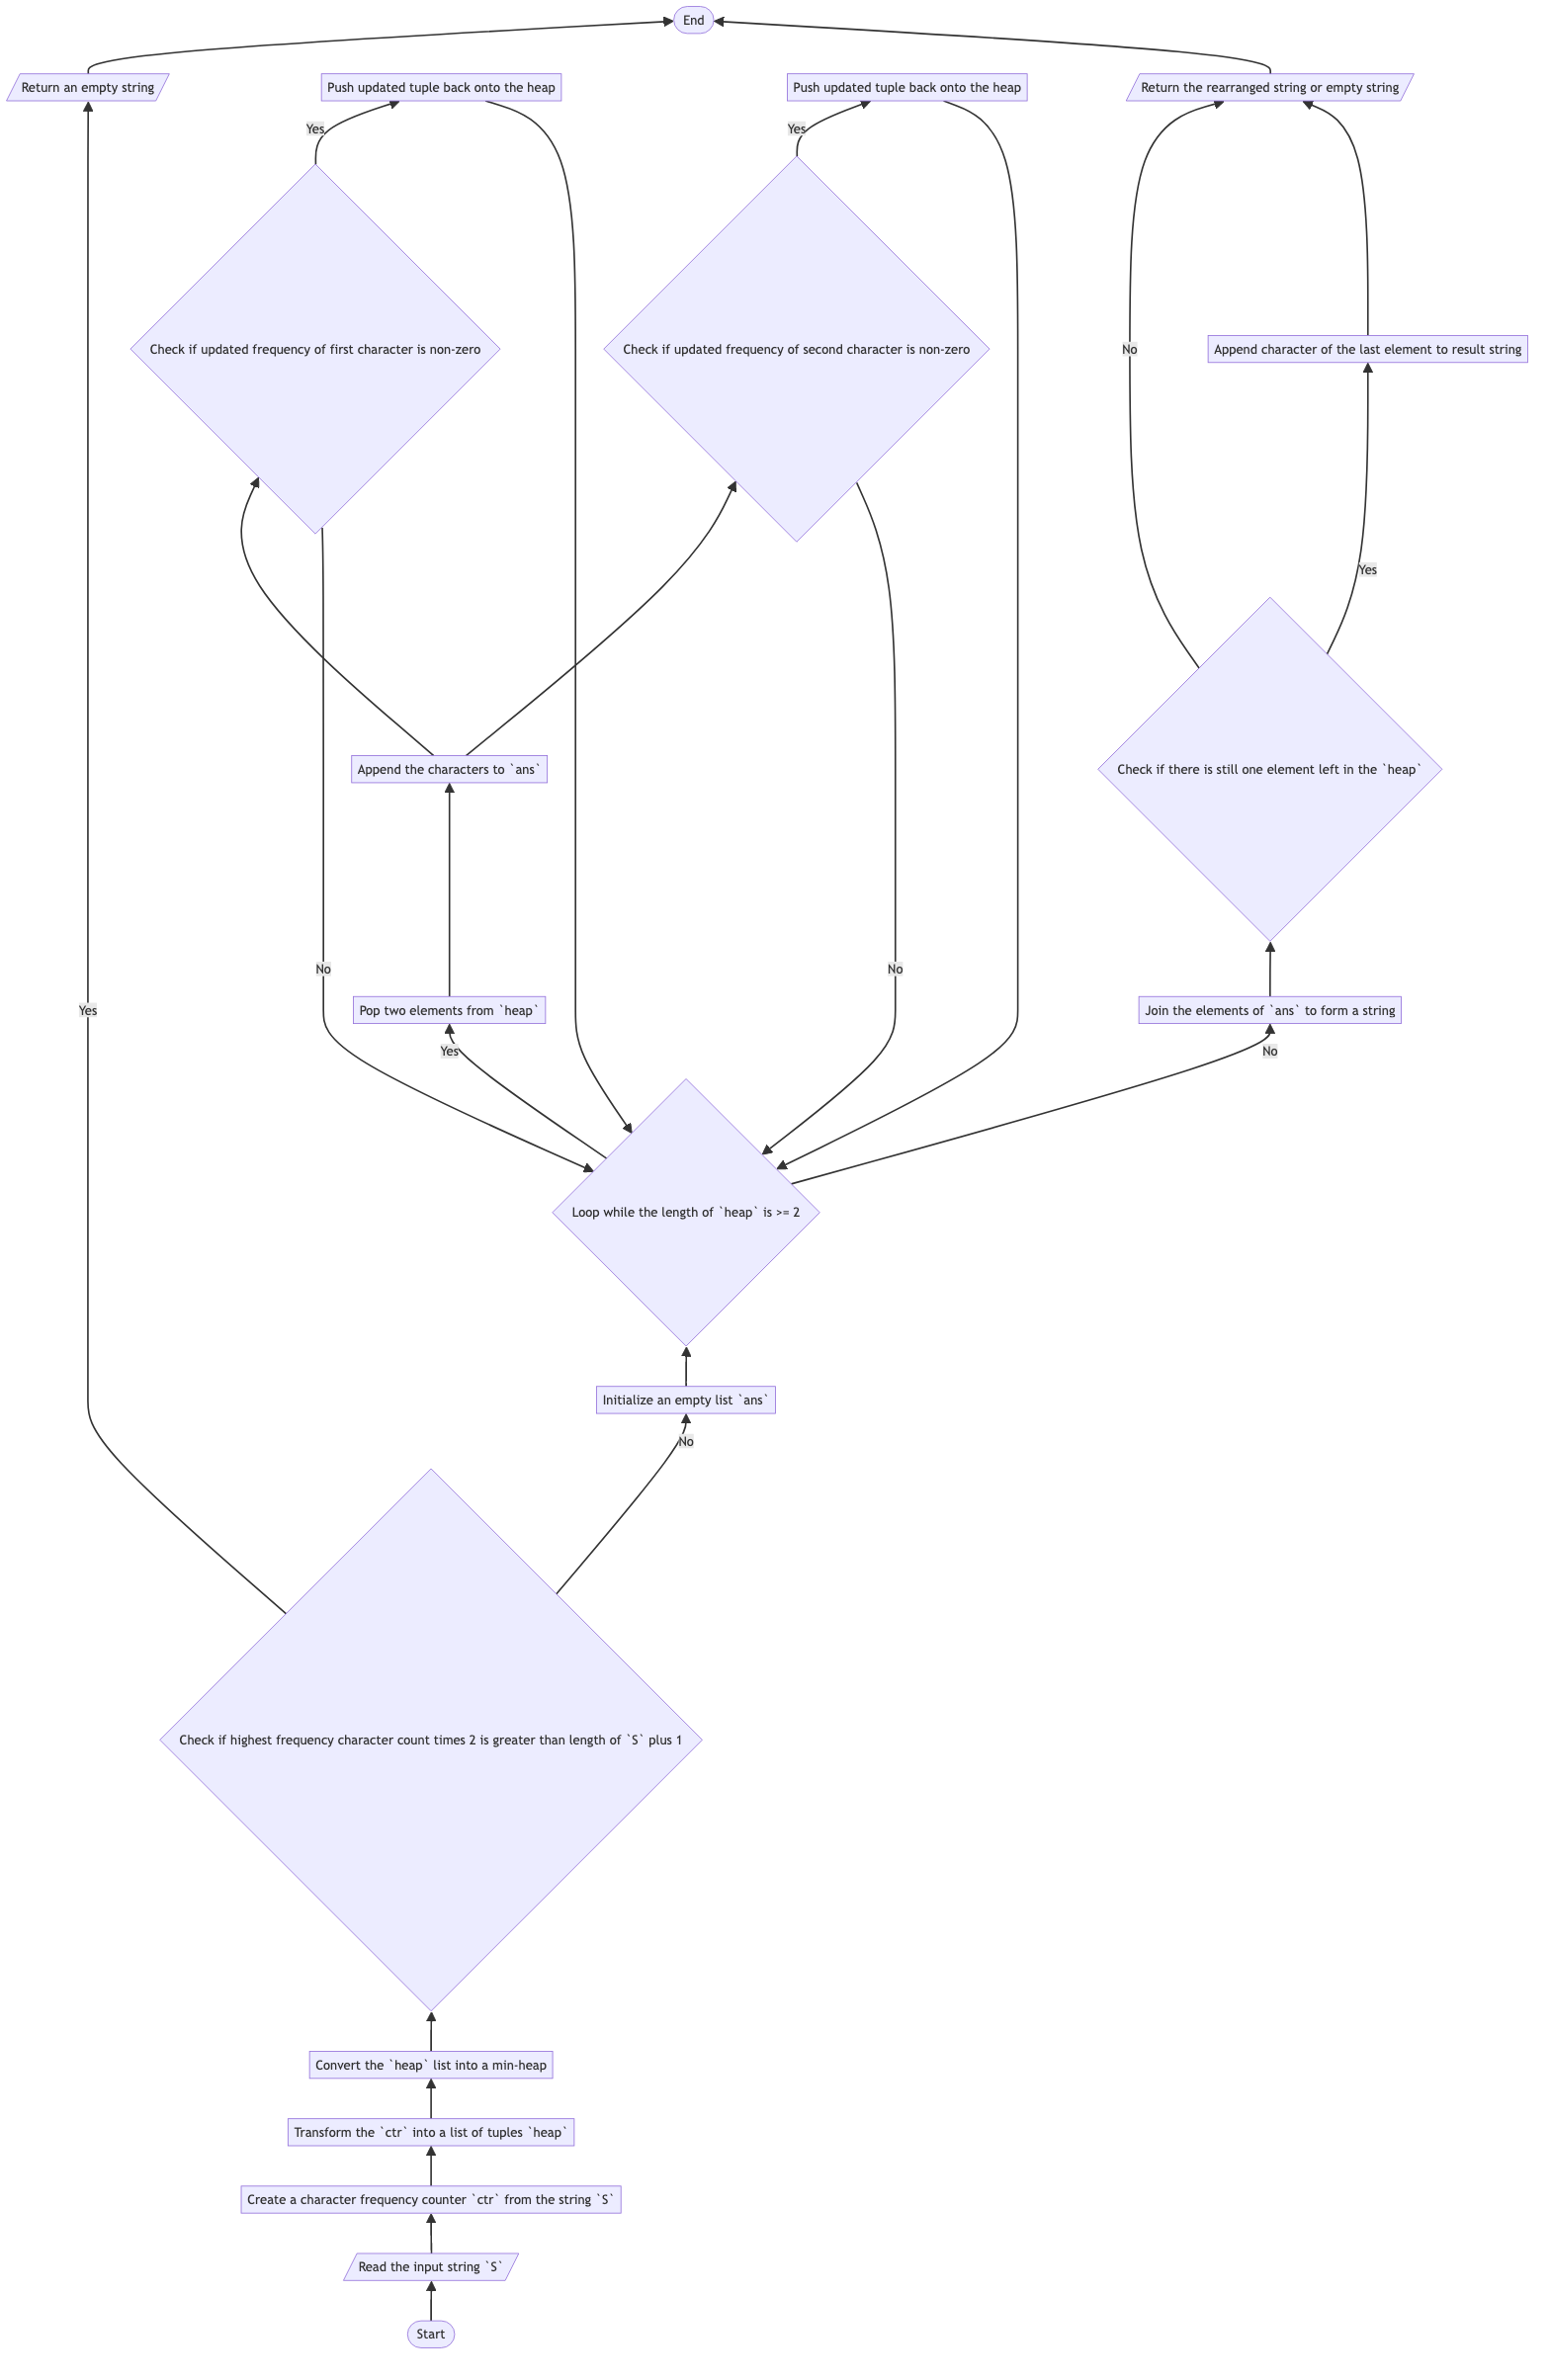 End
Return an empty string
Push updated tuple back onto the heap
Push updated tuple back onto the heap
Return the rearranged string or empty string
Yes
Yes
Check if updated frequency of first character is non-zero
Check if updated frequency of second character is non-zero
No
Append character of the last element to result string
Yes
Append the characters to `ans`
Check if there is still one element left in the `heap`
No
No
Yes
Pop two elements from `heap`
Join the elements of `ans` to form a string
Yes
No
Loop while the length of `heap` is >= 2
Initialize an empty list `ans`
No
Check if highest frequency character count times 2 is greater than length of `S` plus 1
Convert the `heap` list into a min-heap
Transform the `ctr` into a list of tuples `heap`
Create a character frequency counter `ctr` from the string `S`
Read the input string `S`
Start